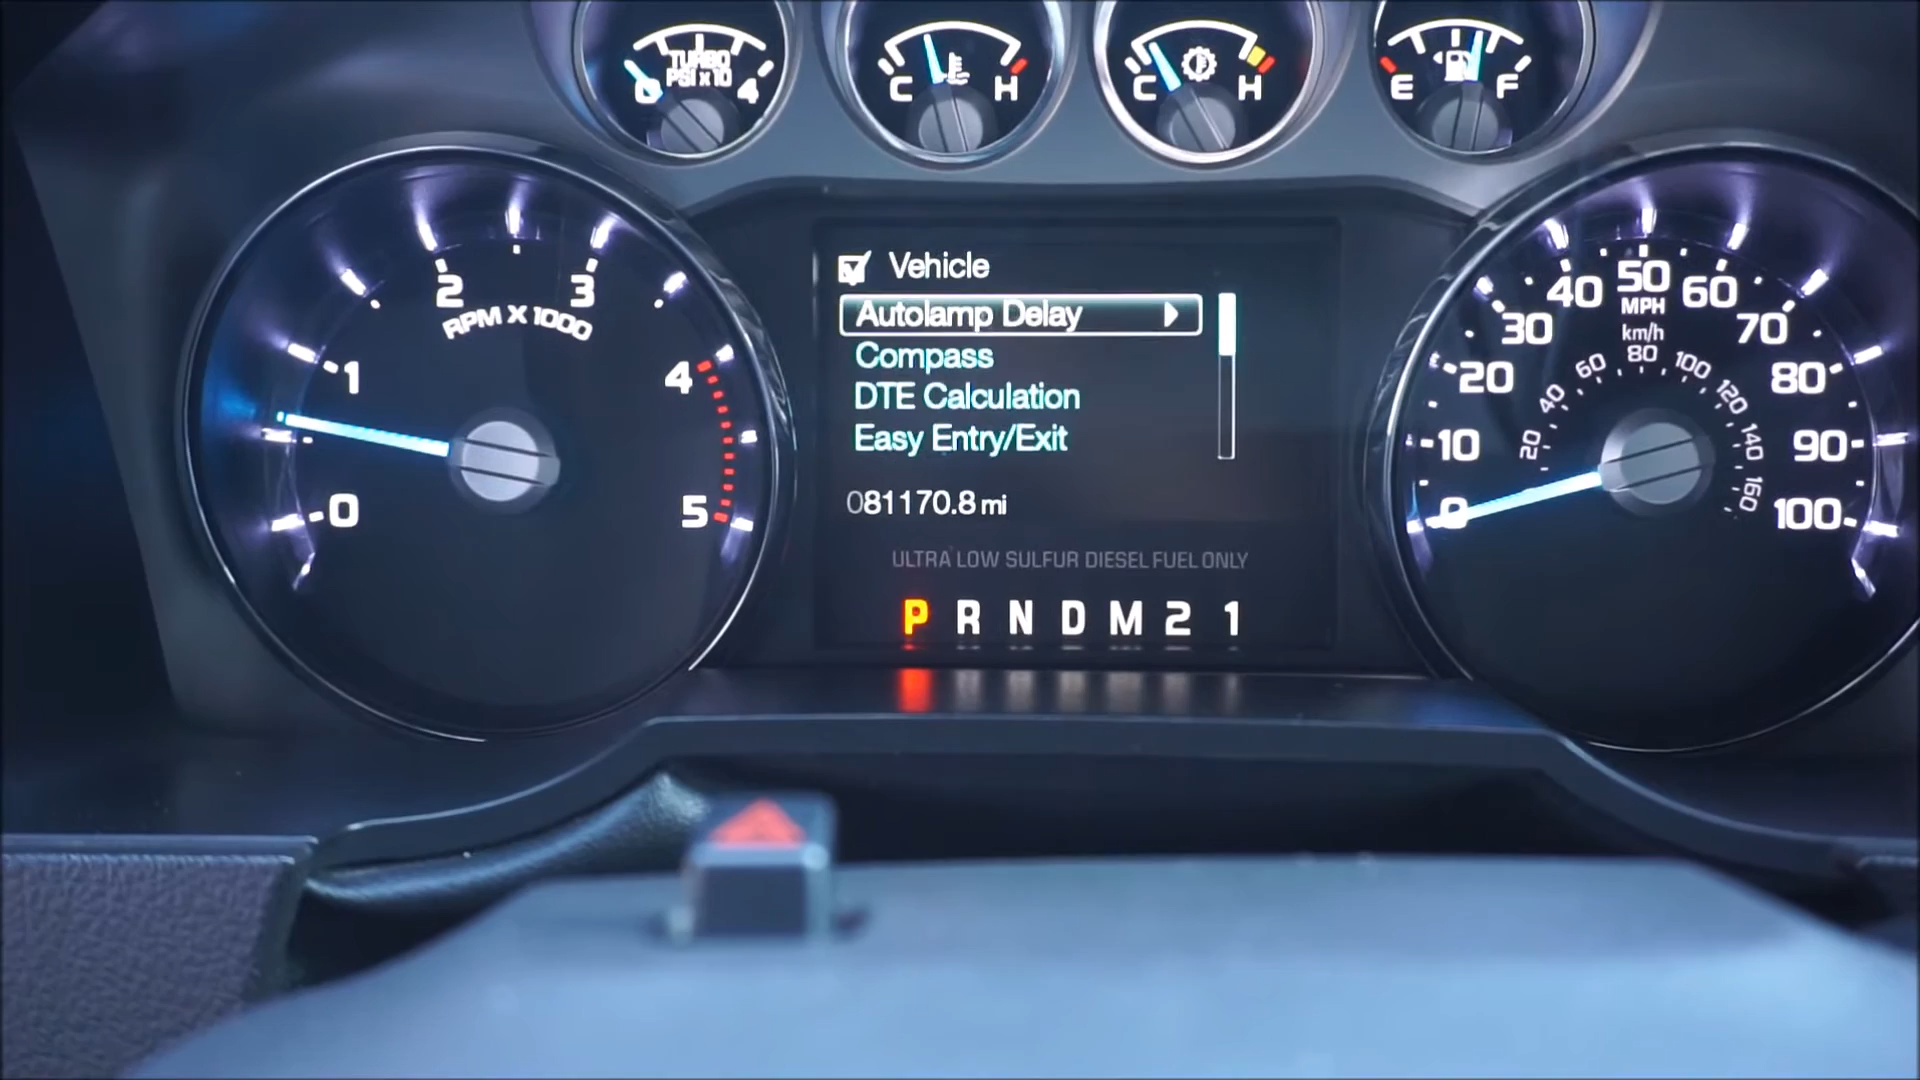 TURBO
PSI x 10
0 4
C H
C H
E F
Vehicle
Autolamp Delay
Compass
DTE Calculation
Easy Entry/Exit
081170.8 mi
ULTRA LOW SULFUR DIESEL FUEL ONLY
P R N D M 2 1
0 1 2 3 4 5
RPM X 1000
0 10 20 30 40 50 60 70 80 90 100
MPH
km/h
20 40 60 80 100 120 140 160